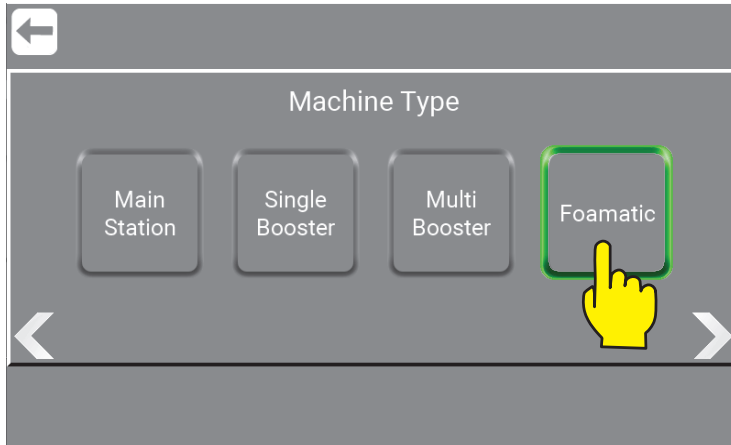 Machine Type
Main
Station
Single
Booster
Multi
Booster
Foamatic